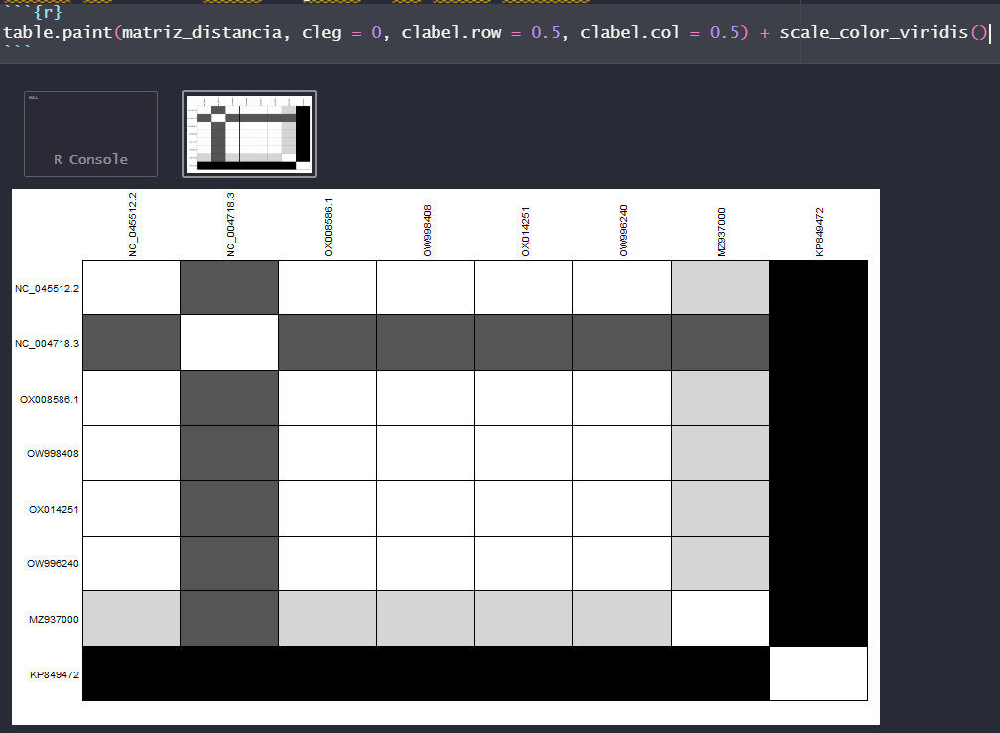 ```{r}
table.paint(matriz_distancia, cleg = 0, clabel.row = 0.5, clabel.col = 0.5) + scale_color_viridis()
```
NULL
R Console
NC_045512.2
NC_004718.3
OX008586.1
OW998408
OX014251
OW996240
MZ937000
KP849472
NC_045512.2
NC_004718.3
OX008586.1
OW998408
OX014251
OW996240
MZ937000
KP849472